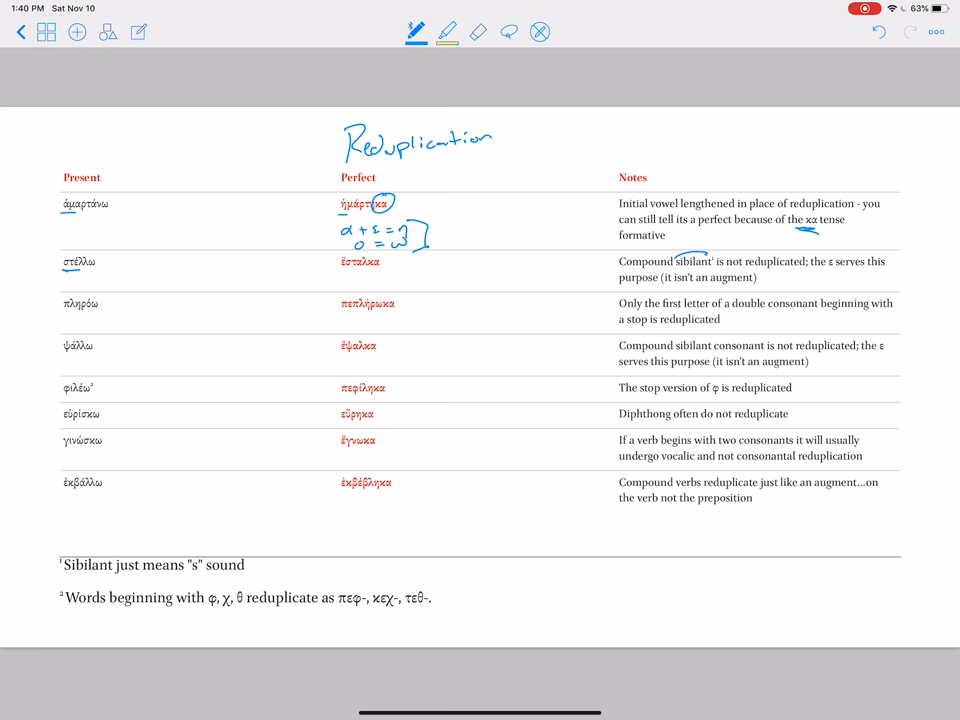 1:40 PM Sat Nov 10
63%
Reduplication
Present Perfect Notes
ἁμαρτάνω ἡμάρτηκα Initial vowel lengthened in place of reduplication - you
can still tell its a perfect because of the κα tense
formative
α + ε = η
ο = ω
στέλλω ἔσταλκα Compound sibilant¹ is not reduplicated; the ε serves this
purpose (it isn't an augment)
πληρόω πεπλήρωκα Only the first letter of a double consonant beginning with
a stop is reduplicated
ψάλλω ἔψαλκα Compound sibilant consonant is not reduplicated; the ε
serves this purpose (it isn't an augment)
φιλέω² πεφίληκα The stop version of φ is reduplicated
εὑρίσκω εὕρηκα Diphthong often do not reduplicate
γινώσκω ἔγνωκα If a verb begins with two consonants it will usually
undergo vocalic and not consonantal reduplication
ἐκβάλλω ἐκβέβληκα Compound verbs reduplicate just like an augment...on
the verb not the preposition
¹ Sibilant just means "s" sound
² Words beginning with φ, χ, θ reduplicate as πεφ-, κεχ-, τεθ-.